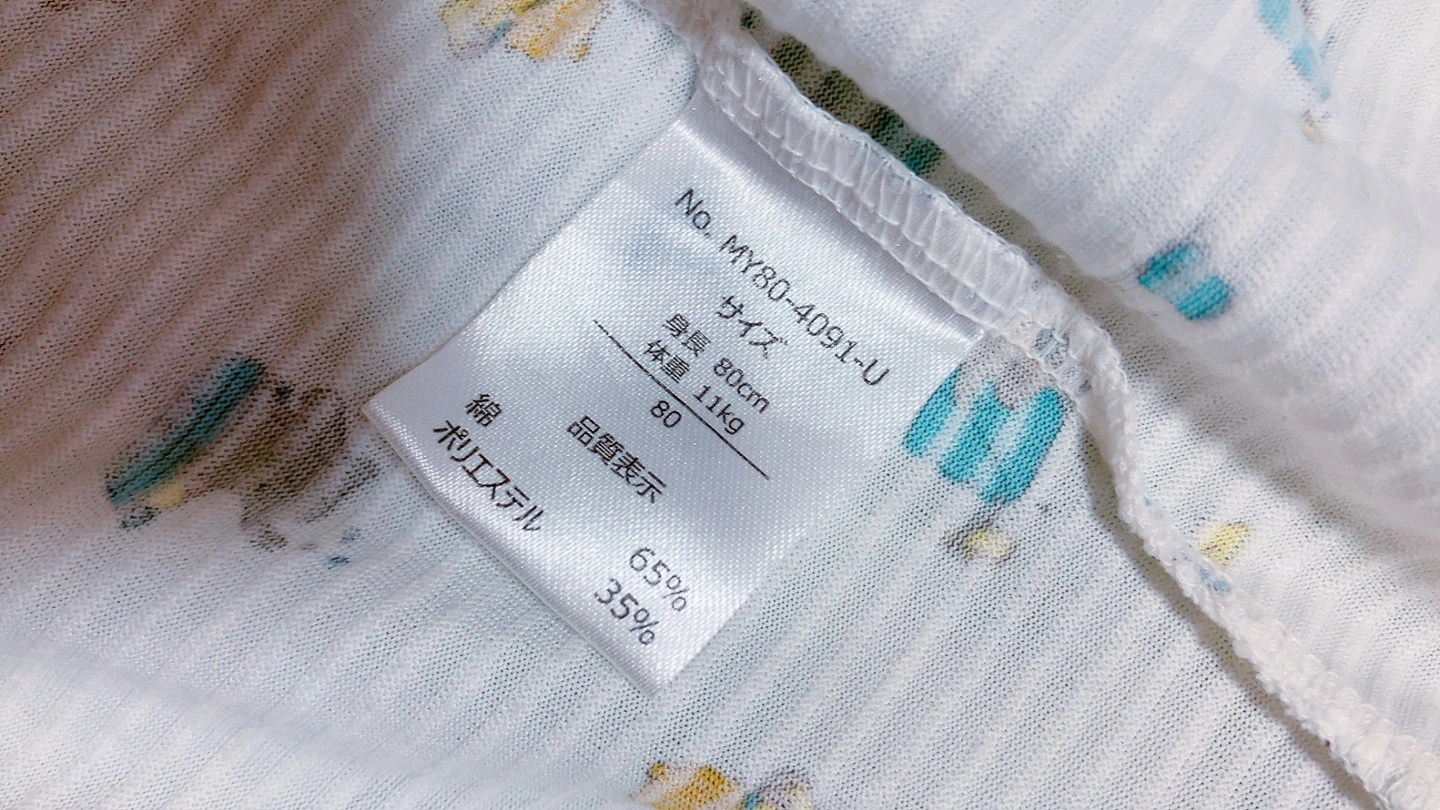 No. MY80-4091-U
サイズ
身長 80cm
体重 11kg
80
品質表示
綿 65%
ポリエステル 35%